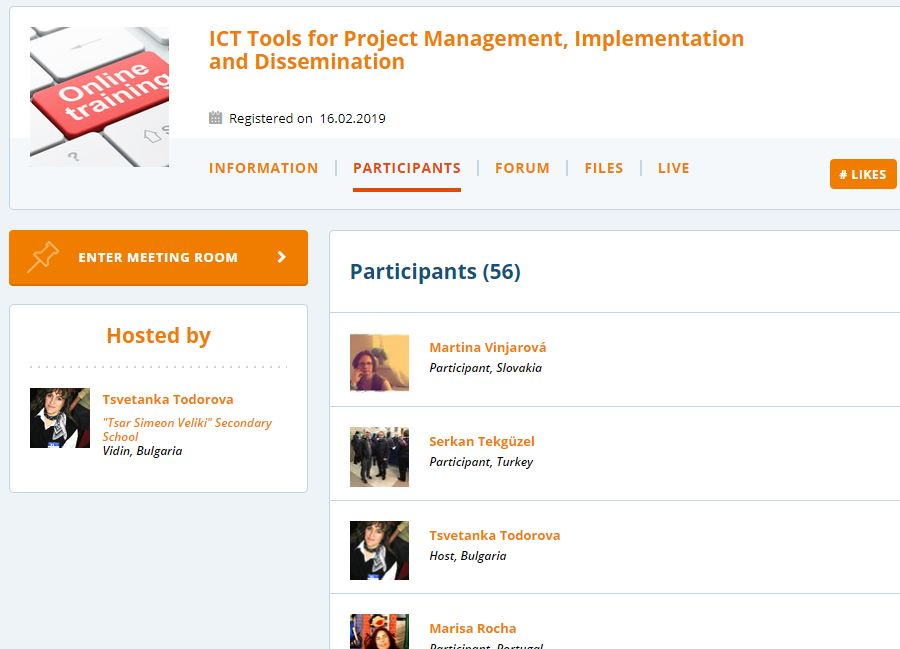 Online
training
ICT Tools for Project Management, Implementation
and Dissemination
Registered on 16.02.2019
INFORMATION
PARTICIPANTS
FORUM
FILES
LIVE
# LIKES
ENTER MEETING ROOM
Hosted by
Tsvetanka Todorova
"Tsar Simeon Veliki" Secondary
School
Vidin, Bulgaria
Participants (56)
Martina Vinjarová
Participant, Slovakia
Serkan Tekgüzel
Participant, Turkey
Tsvetanka Todorova
Host, Bulgaria
Marisa Rocha
Participant, Portugal